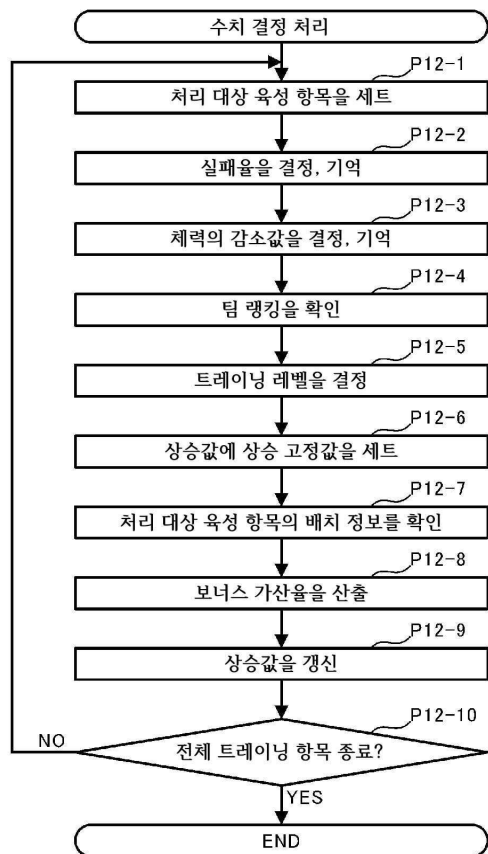 수치 결정 처리
P12-1
처리 대상 육성 항목을 세트
P12-2
실패율을 결정, 기억
P12-3
체력의 감소값을 결정, 기억
P12-4
팀 랭킹을 확인
P12-5
트레이닝 레벨을 결정
P12-6
상승값에 상승 고정값을 세트
P12-7
처리 대상 육성 항목의 배치 정보를 확인
P12-8
보너스 가산율을 산출
P12-9
상승값을 갱신
P12-10
전체 트레이닝 항목 종료?
NO
YES
END